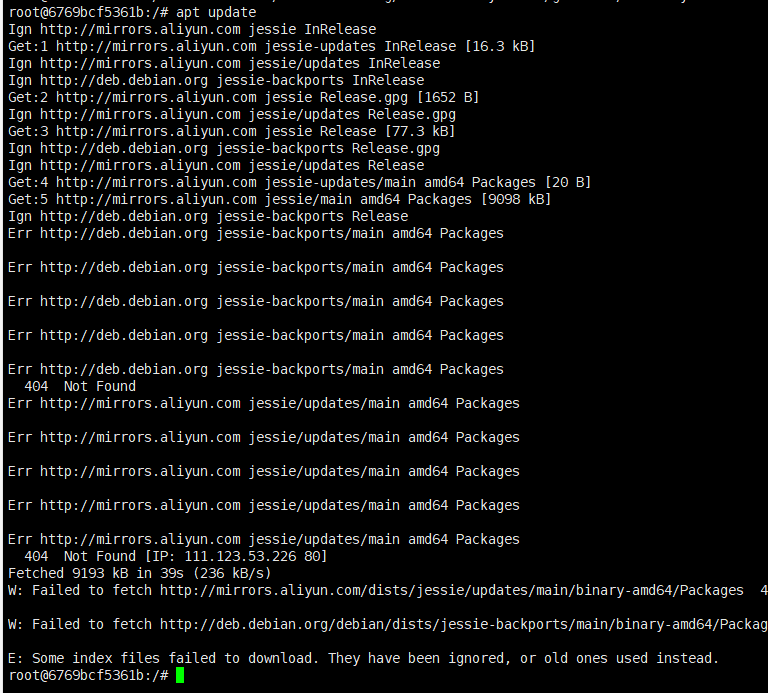 root@6769bcf5361b:/# apt update
Ign http://mirrors.aliyun.com jessie InRelease
Get:1 http://mirrors.aliyun.com jessie-updates InRelease [16.3 kB]
Ign http://mirrors.aliyun.com jessie/updates InRelease
Ign http://deb.debian.org jessie-backports InRelease
Get:2 http://mirrors.aliyun.com jessie Release.gpg [1652 B]
Ign http://mirrors.aliyun.com jessie/updates Release.gpg
Get:3 http://mirrors.aliyun.com jessie Release [77.3 kB]
Ign http://deb.debian.org jessie-backports Release.gpg
Ign http://mirrors.aliyun.com jessie/updates Release
Get:4 http://mirrors.aliyun.com jessie-updates/main amd64 Packages [20 B]
Get:5 http://mirrors.aliyun.com jessie/main amd64 Packages [9098 kB]
Ign http://deb.debian.org jessie-backports Release
Err http://deb.debian.org jessie-backports/main amd64 Packages
Err http://deb.debian.org jessie-backports/main amd64 Packages
Err http://deb.debian.org jessie-backports/main amd64 Packages
Err http://deb.debian.org jessie-backports/main amd64 Packages
Err http://deb.debian.org jessie-backports/main amd64 Packages
  404  Not Found
Err http://mirrors.aliyun.com jessie/updates/main amd64 Packages
Err http://mirrors.aliyun.com jessie/updates/main amd64 Packages
Err http://mirrors.aliyun.com jessie/updates/main amd64 Packages
Err http://mirrors.aliyun.com jessie/updates/main amd64 Packages
Err http://mirrors.aliyun.com jessie/updates/main amd64 Packages
  404  Not Found [IP: 111.123.53.226 80]
Fetched 9193 kB in 39s (236 kB/s)
W: Failed to fetch http://mirrors.aliyun.com/dists/jessie/updates/main/binary-amd64/Packages  4
W: Failed to fetch http://deb.debian.org/debian/dists/jessie-backports/main/binary-amd64/Packag
E: Some index files failed to download. They have been ignored, or old ones used instead.
root@6769bcf5361b:/#